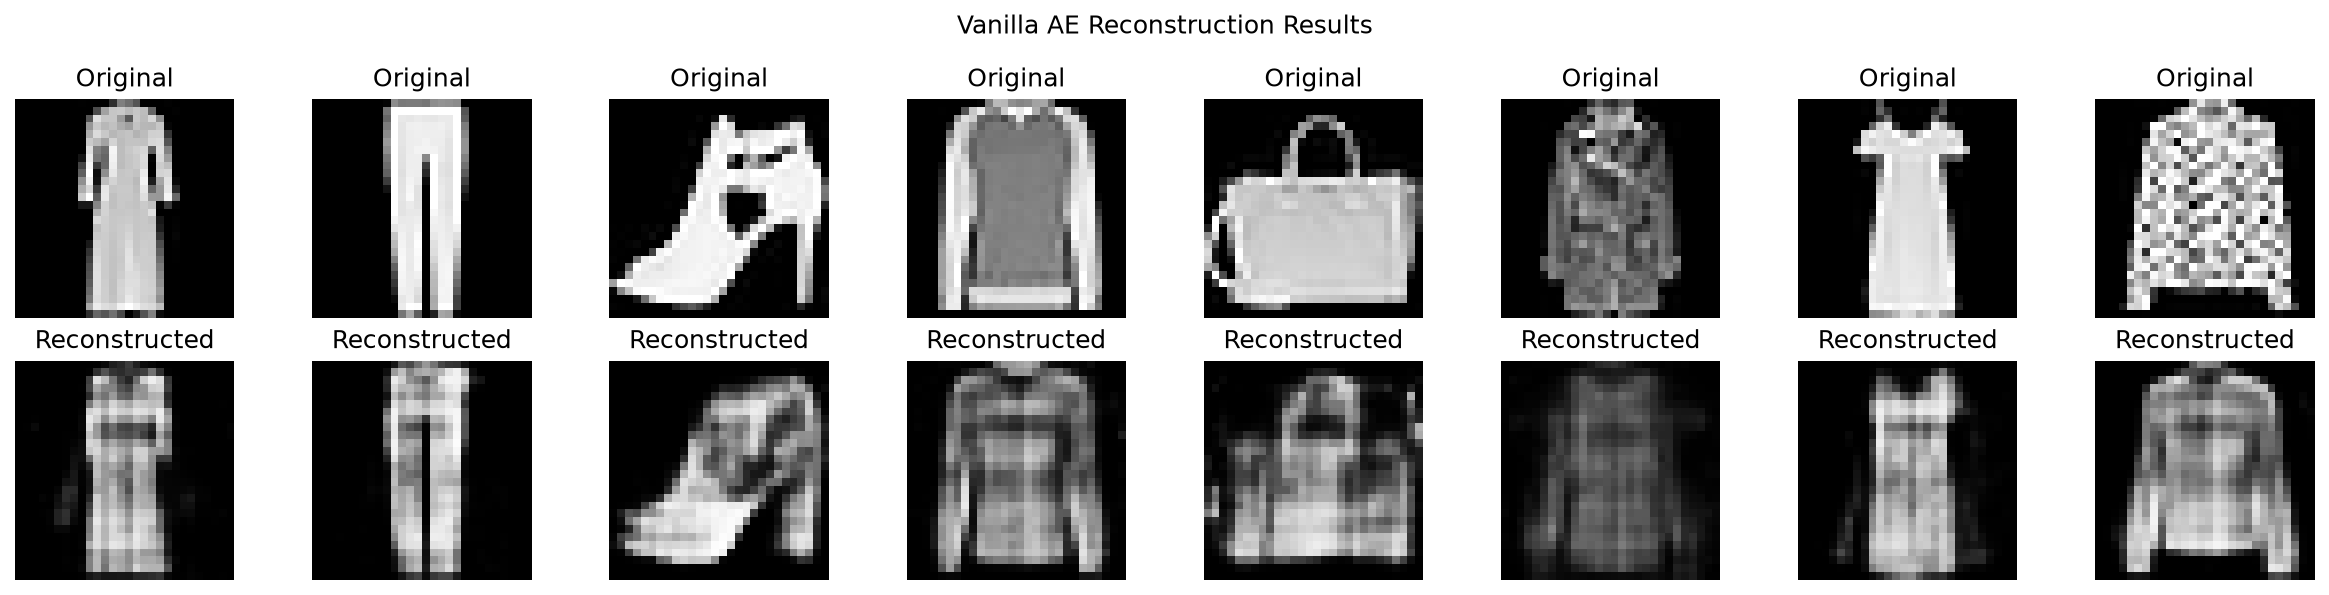 Vanilla AE Reconstruction Results
Original Original Original Original Original Original Original Original
Reconstructed Reconstructed Reconstructed Reconstructed Reconstructed Reconstructed Reconstructed Reconstructed